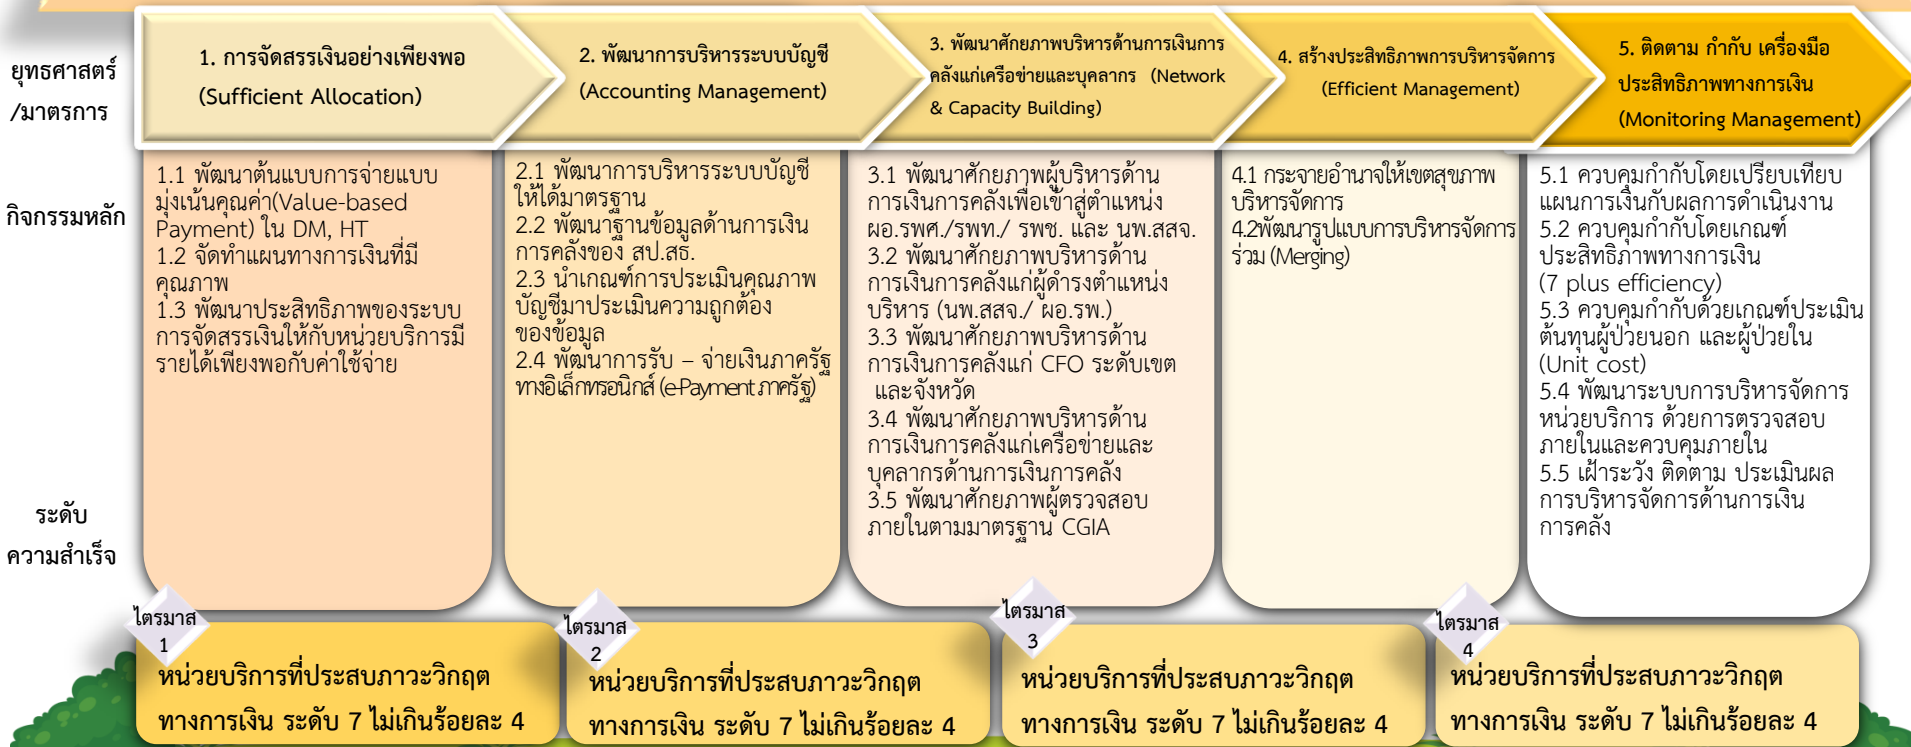 ยุทธศาสตร์
/มาตรการ
1. การจัดสรรเงินอย่างเพียงพอ
(Sufficient Allocation)
2. พัฒนาการบริหารระบบบัญชี
(Accounting Management)
3. พัฒนาศักยภาพบริหารด้านการเงินการ
คลังแก่เครือข่ายและบุคลากร (Network
& Capacity Building)
4. สร้างประสิทธิภาพการบริหารจัดการ
(Efficient Management)
5. ติดตาม กำกับ เครื่องมือ
ประสิทธิภาพทางการเงิน
(Monitoring Management)
กิจกรรมหลัก
1.1 พัฒนาต้นแบบการจ่ายแบบ
มุ่งเน้นคุณค่า(Value-based
Payment) ใน DM, HT
1.2 จัดทำแผนทางการเงินที่มี
คุณภาพ
1.3 พัฒนาประสิทธิภาพของระบบ
การจัดสรรเงินให้กับหน่วยบริการมี
รายได้เพียงพอกับค่าใช้จ่าย
2.1 พัฒนาการบริหารระบบบัญชี
ให้ได้มาตรฐาน
2.2 พัฒนาฐานข้อมูลด้านการเงิน
การคลังของ สป.สธ.
2.3 นำเกณฑ์การประเมินคุณภาพ
บัญชีมาประเมินความถูกต้อง
ของข้อมูล
2.4 พัฒนาการรับ – จ่ายเงินภาครัฐ
ทางอิเล็กทรอนิกส์ (e-Payment ภาครัฐ)
3.1 พัฒนาศักยภาพผู้บริหารด้าน
การเงินการคลังเพื่อเข้าสู่ตำแหน่ง
ผอ.รพศ./รพท./ รพช. และ นพ.สสจ.
3.2 พัฒนาศักยภาพบริหารด้าน
การเงินการคลังแก่ผู้ดำรงตำแหน่ง
บริหาร (นพ.สสจ./ ผอ.รพ.)
3.3 พัฒนาศักยภาพบริหารด้าน
การเงินการคลังแก่ CFO ระดับเขต
และจังหวัด
3.4 พัฒนาศักยภาพบริหารด้าน
การเงินการคลังแก่เครือข่ายและ
บุคลากรด้านการเงินการคลัง
3.5 พัฒนาศักยภาพผู้ตรวจสอบ
ภายในตามมาตรฐาน CGIA
4.1 กระจายอำนาจให้เขตสุขภาพ
บริหารจัดการ
4.2พัฒนารูปแบบการบริหารจัดการ
ร่วม (Merging)
5.1 ควบคุมกำกับโดยเปรียบเทียบ
แผนการเงินกับผลการดำเนินงาน
5.2 ควบคุมกำกับโดยเกณฑ์
ประสิทธิภาพทางการเงิน
(7 plus efficiency)
5.3 ควบคุมกำกับด้วยเกณฑ์ประเมิน
ต้นทุนผู้ป่วยนอก และผู้ป่วยใน
(Unit cost)
5.4 พัฒนาระบบการบริหารจัดการ
หน่วยบริการ ด้วยการตรวจสอบ
ภายในและควบคุมภายใน
5.5 เฝ้าระวัง ติดตาม ประเมินผล
การบริหารจัดการด้านการเงิน
การคลัง
ระดับ
ความสำเร็จ
ไตรมาส
1
หน่วยบริการที่ประสบภาวะวิกฤต
ทางการเงิน ระดับ 7 ไม่เกินร้อยละ 4
ไตรมาส
2
หน่วยบริการที่ประสบภาวะวิกฤต
ทางการเงิน ระดับ 7 ไม่เกินร้อยละ 4
ไตรมาส
3
หน่วยบริการที่ประสบภาวะวิกฤต
ทางการเงิน ระดับ 7 ไม่เกินร้อยละ 4
ไตรมาส
4
หน่วยบริการที่ประสบภาวะวิกฤต
ทางการเงิน ระดับ 7 ไม่เกินร้อยละ 4